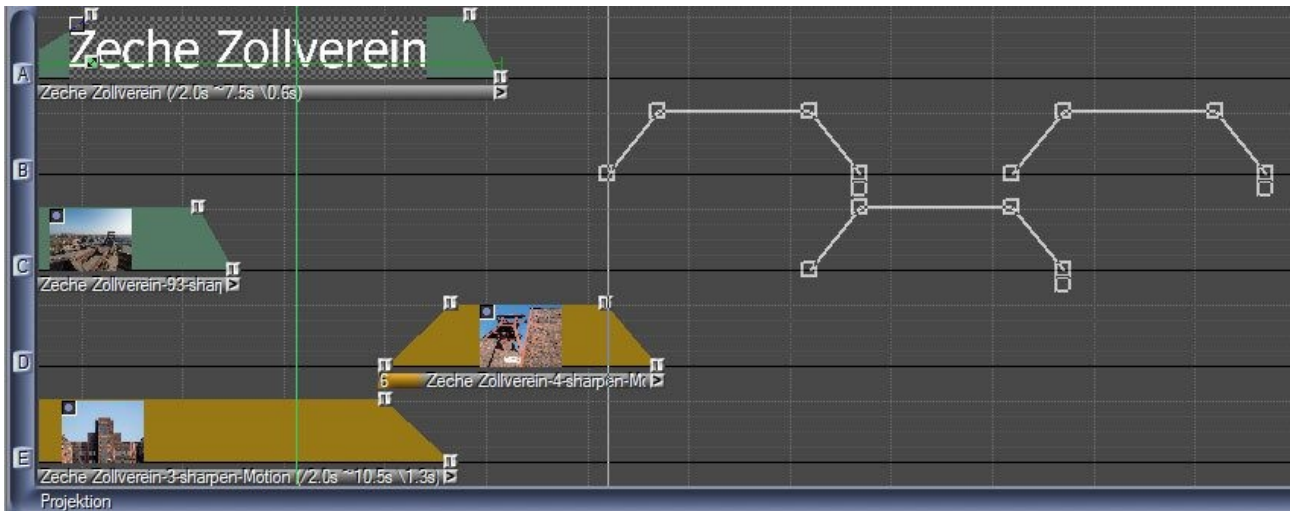 A
Zeche Zollverein
Zeche Zollverein (/2.0s ~7.5s \0.6s)
B
C
Zeche Zollverein-93-shar
D
6 Zeche Zollverein-4-sharpen-M
E
Zeche Zollverein-3-sharpen-Motion (/2.0s ~10.5s \1.3s)
Projektion